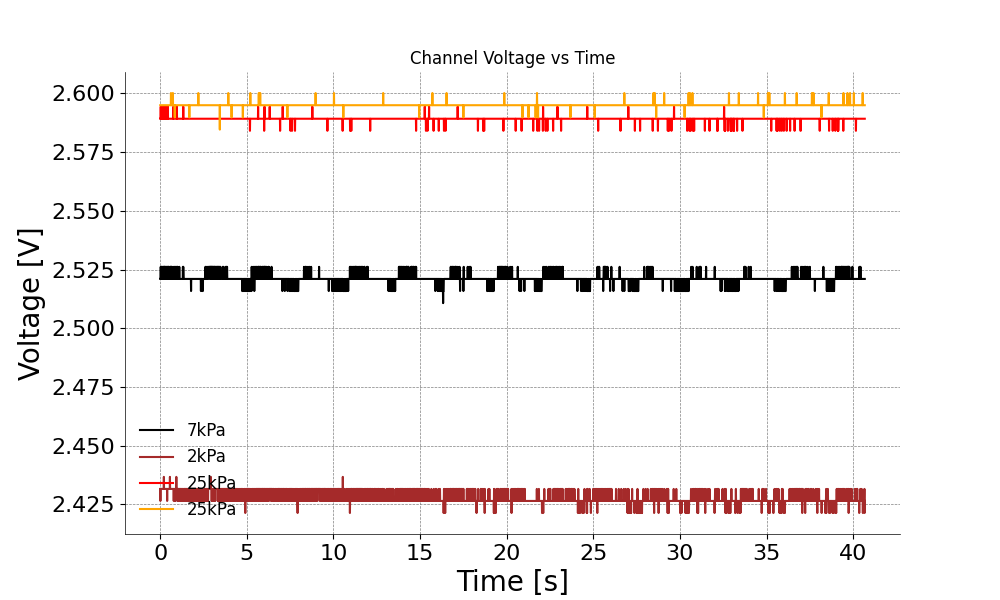 Channel Voltage vs Time
Voltage [V]
2.600
2.575
2.550
2.525
2.500
2.475
2.450
2.425
7kPa
2kPa
25kPa
25kPa
0 5 10 15 20 25 30 35 40
Time [s]